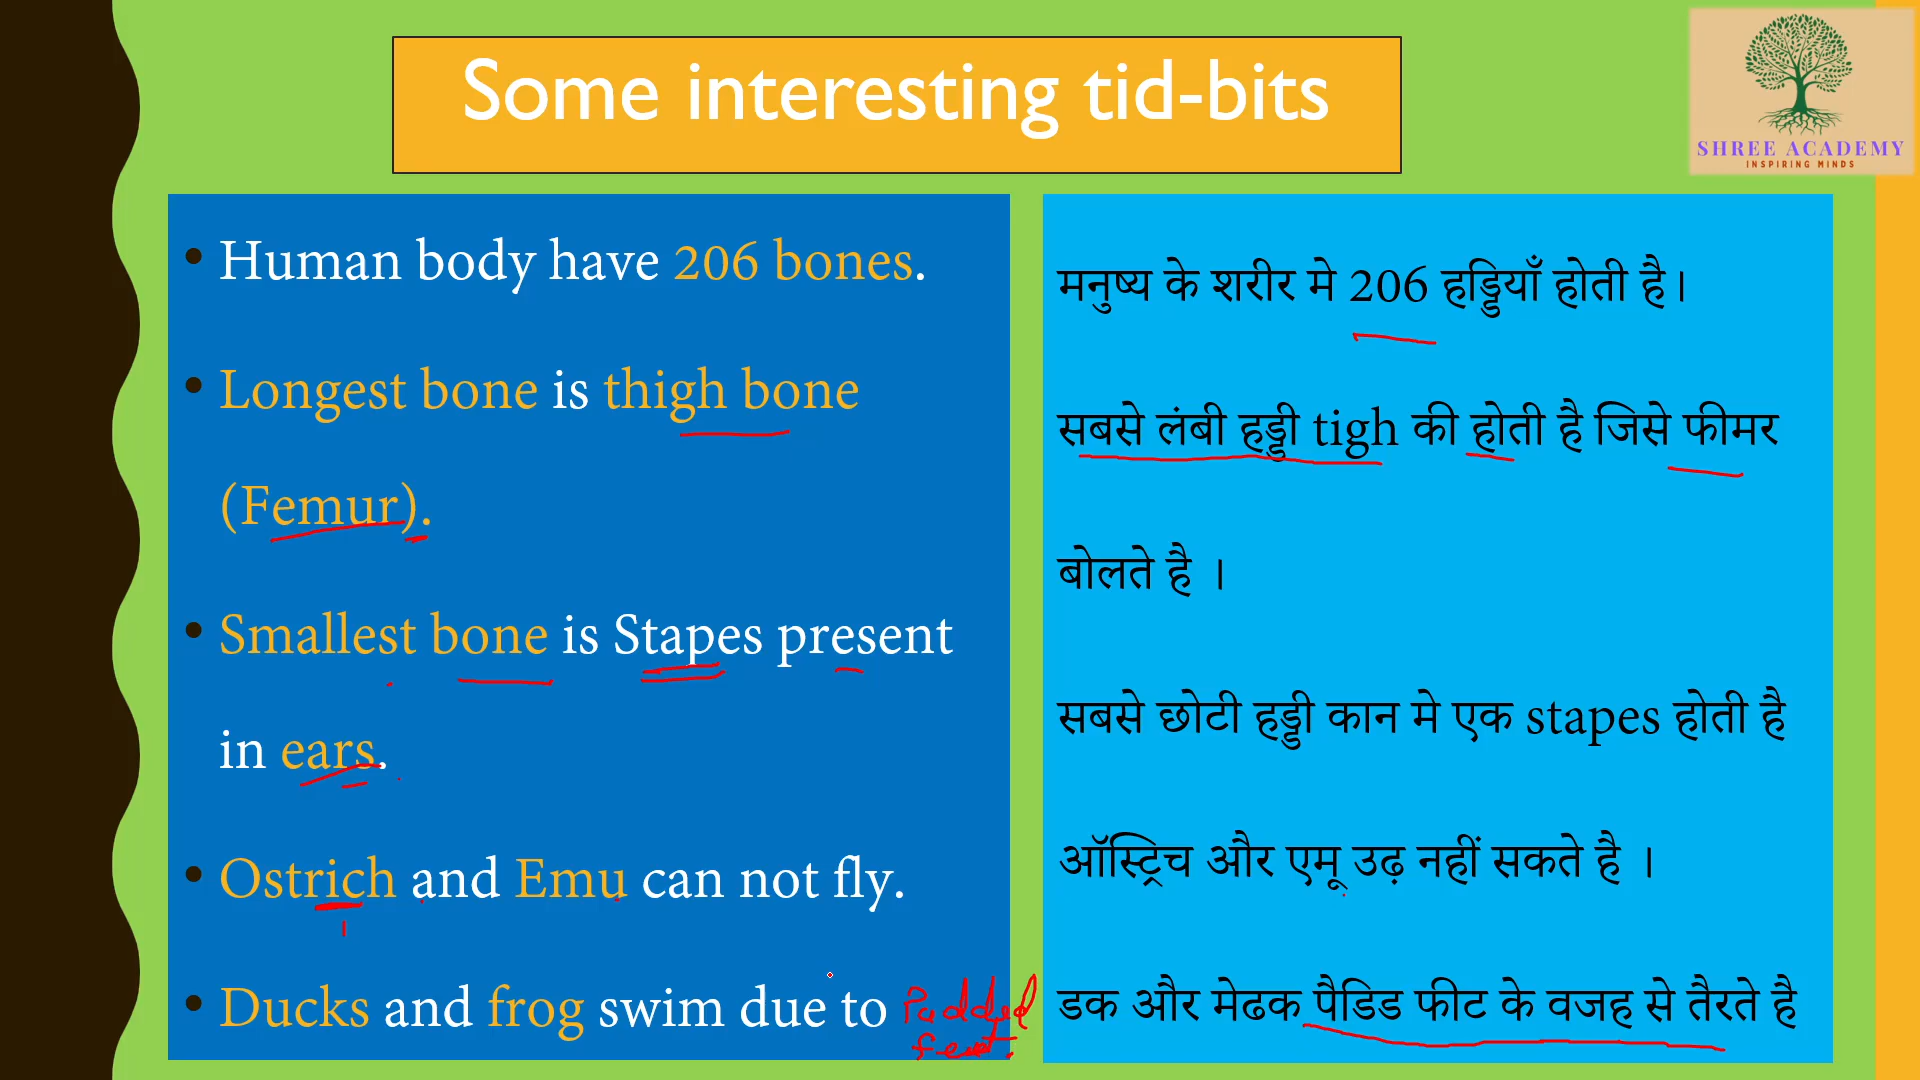 Some interesting tid-bits
SHREE ACADEMY
INSPIRING MINDS
• Human body have 206 bones.
• Longest bone is thigh bone
(Femur).
• Smallest bone is Stapes present
in ears.
• Ostrich and Emu can not fly.
• Ducks and frog swim due to Padded
feet.
मनुष्य के शरीर मे 206 हड्डियाँ होती है।
सबसे लंबी हड्डी tigh की होती है जिसे फीमर
बोलते है ।
सबसे छोटी हड्डी कान मे एक stapes होती है
ऑस्ट्रिच और एमू उढ़ नहीं सकते है ।
डक और मेढक पैडिड फीट के वजह से तैरते है